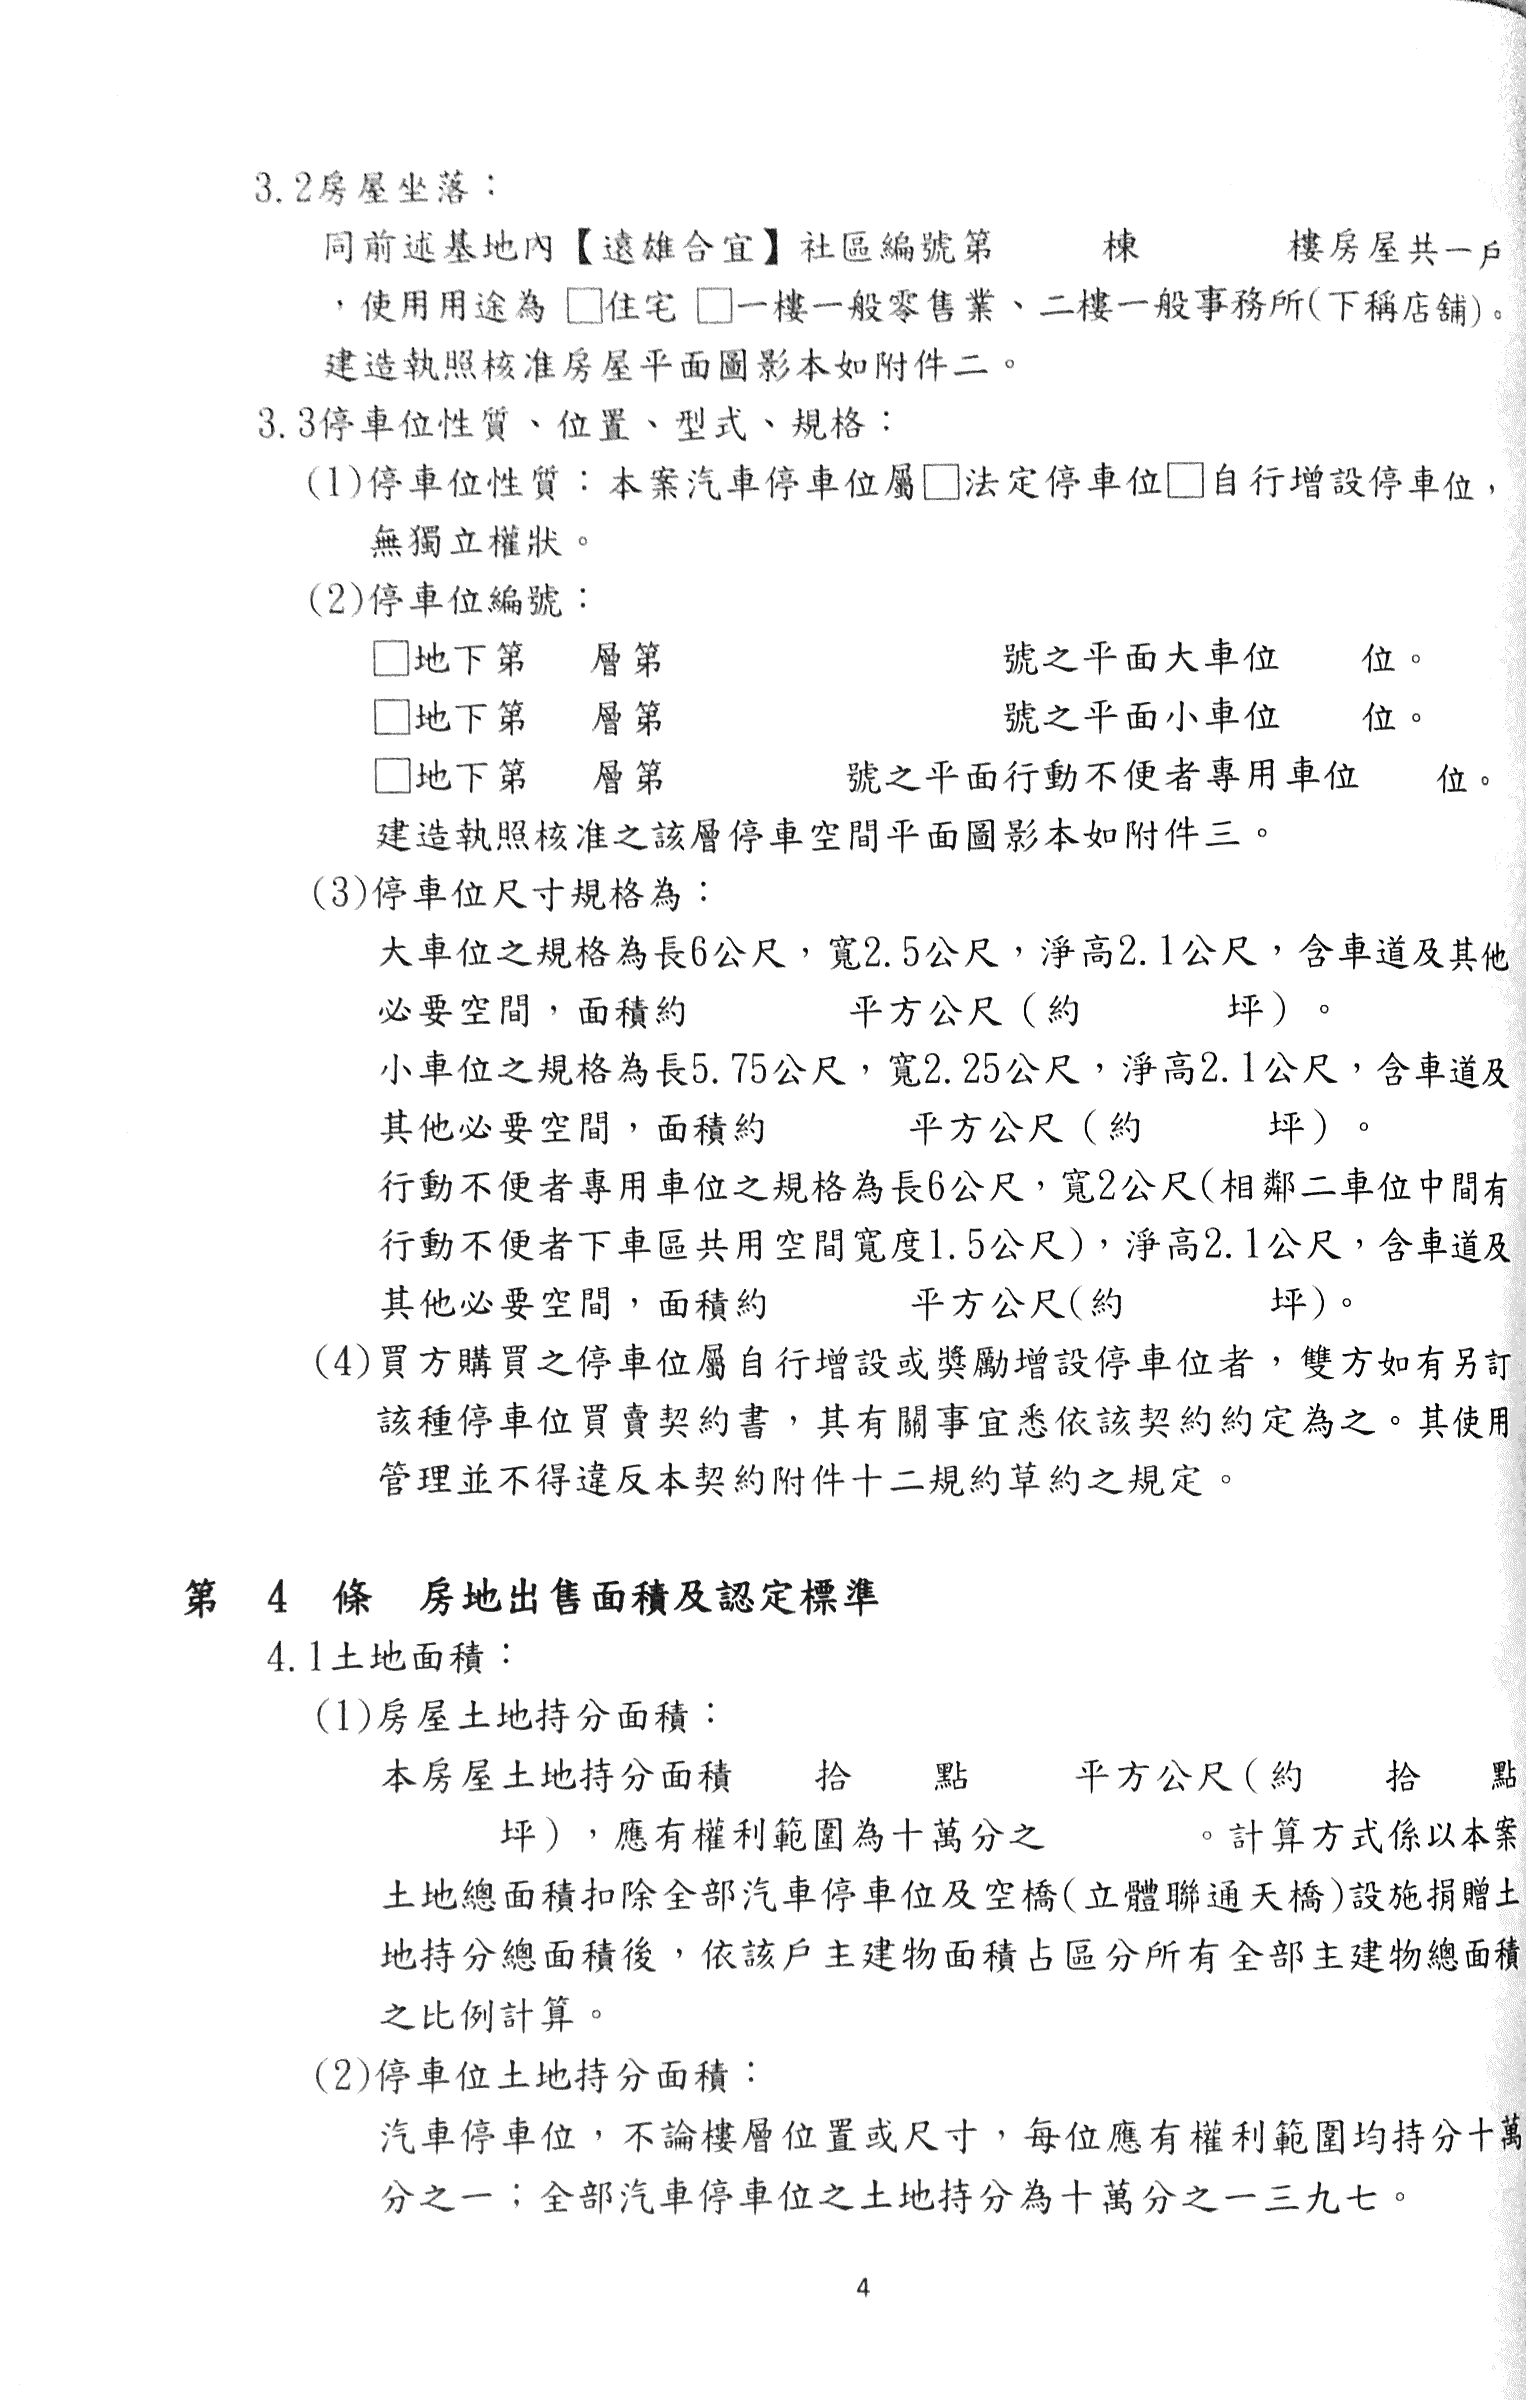 3.2房屋坐落：
同前述基地內【遠雄合宜】社區編號第　　　棟　　　　樓房屋共一戶
，使用用途為 □住宅 □一樓一般零售業、二樓一般事務所(下稱店舖)。
建造執照核准房屋平面圖影本如附件二。
3.3停車位性質、位置、型式、規格：
(1)停車位性質：本案汽車停車位屬□法定停車位□自行增設停車位，
無獨立權狀。
(2)停車位編號：
□地下第　　層第　　　　　　　　　號之平面大車位　　位。
□地下第　　層第　　　　　　　　　號之平面小車位　　位。
□地下第　　層第　　　　　號之平面行動不便者專用車位　　位。
建造執照核准之該層停車空間平面圖影本如附件三。
(3)停車位尺寸規格為：
大車位之規格為長6公尺，寬2.5公尺，淨高2.1公尺，含車道及其他
必要空間，面積約　　　　平方公尺（約　　　　坪）。
小車位之規格為長5.75公尺，寬2.25公尺，淨高2.1公尺，含車道及
其他必要空間，面積約　　　　平方公尺（約　　　　坪）。
行動不便者專用車位之規格為長6公尺，寬2公尺(相鄰二車位中間有
行動不便者下車區共用空間寬度1.5公尺)，淨高2.1公尺，含車道及
其他必要空間，面積約　　　　平方公尺(約　　　　坪)。
(4)買方購買之停車位屬自行增設或獎勵增設停車位者，雙方如有另訂
該種停車位買賣契約書，其有關事宜悉依該契約約定為之。其使用
管理並不得違反本契約附件十二規約草約之規定。
第　4　條　房地出售面積及認定標準
4.1土地面積：
(1)房屋土地持分面積：
本房屋土地持分面積　　拾　　點　　　平方公尺(約　　拾　　點
　　　坪），應有權利範圍為十萬分之　　　　。計算方式係以本案
土地總面積扣除全部汽車停車位及空橋(立體聯通天橋)設施捐贈土
地持分總面積後，依該戶主建物面積占區分所有全部主建物總面積
之比例計算。
(2)停車位土地持分面積：
汽車停車位，不論樓層位置或尺寸，每位應有權利範圍均持分十萬
分之一；全部汽車停車位之土地持分為十萬分之一三九七。
4